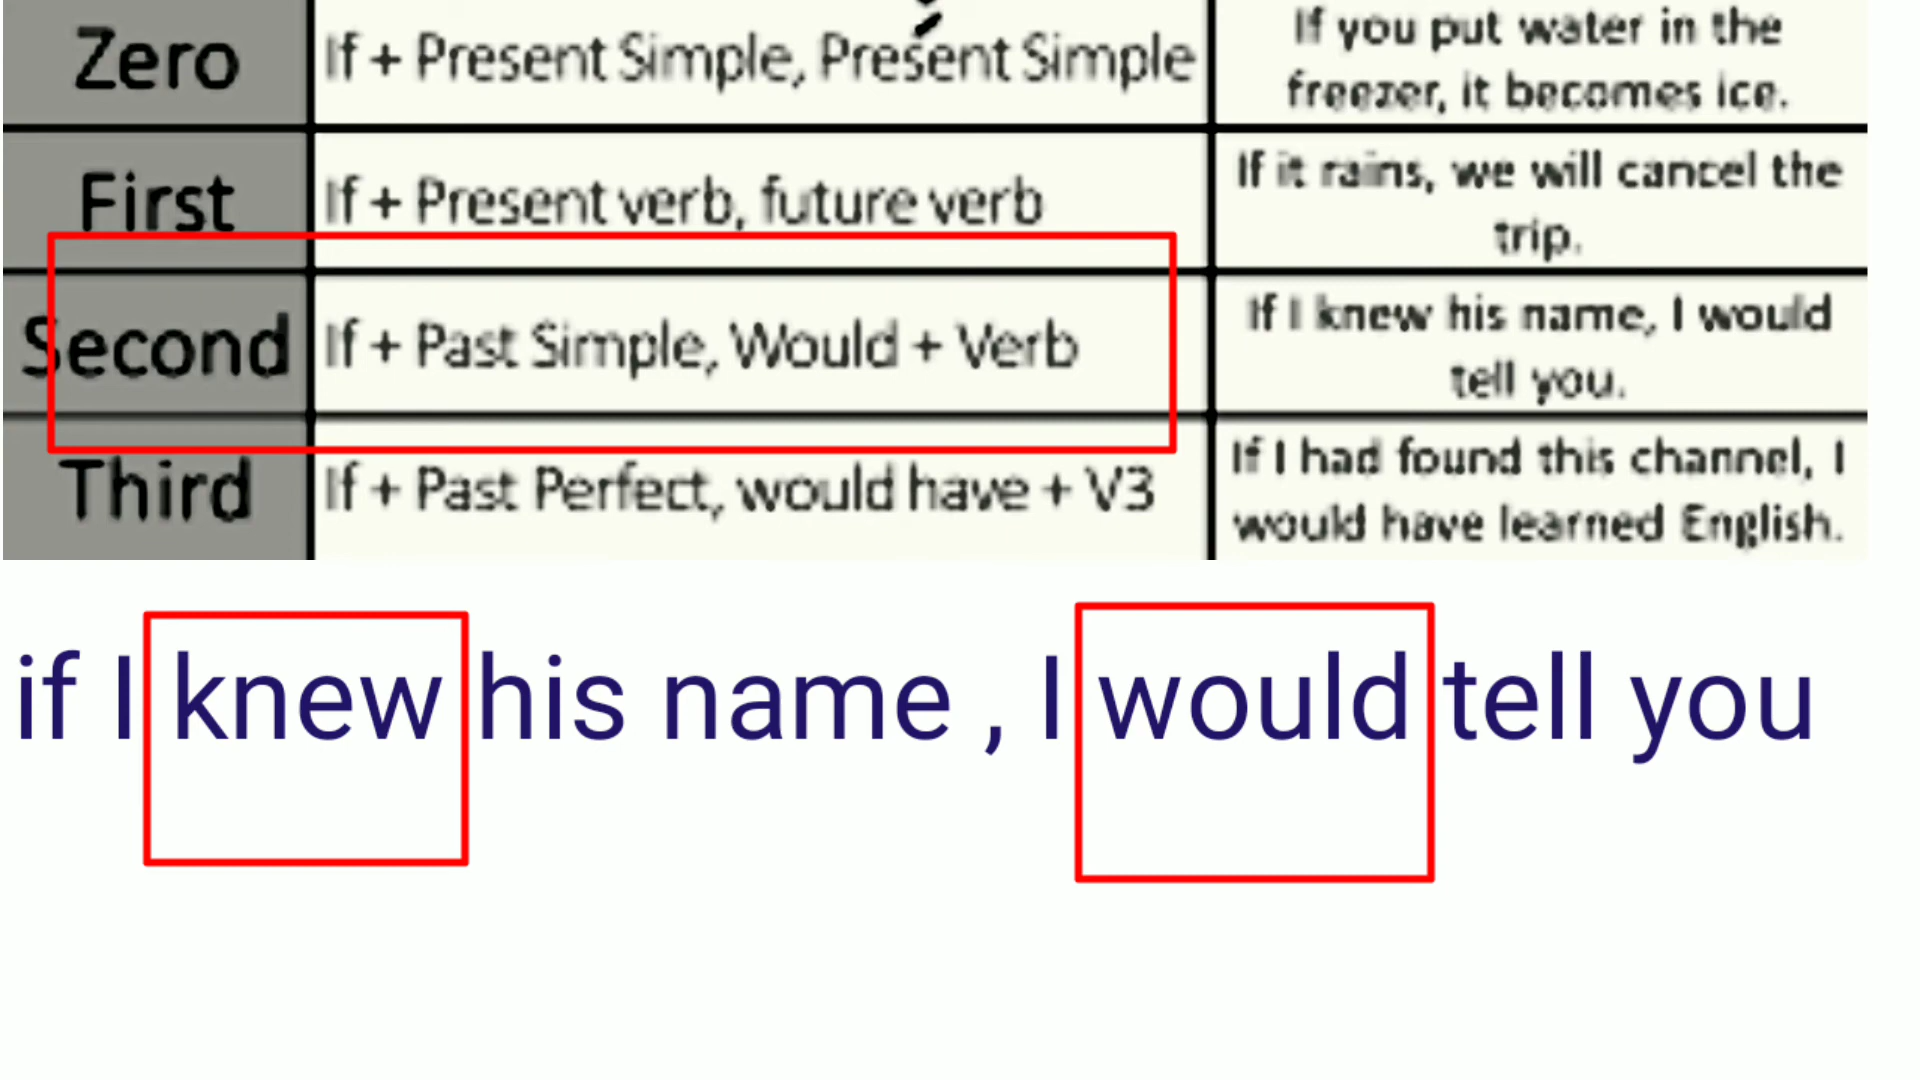 Zero
If + Present Simple, Present Simple
If you put water in the
freezer, it becomes ice.
First
If + Present verb, future verb
If it rains, we will cancel the
trip.
Second
If + Past Simple, Would + Verb
If I knew his name, I would
tell you.
Third
If + Past Perfect, would have + V3
If I had found this channel, I
would have learned English.
if I knew his name , I would tell you